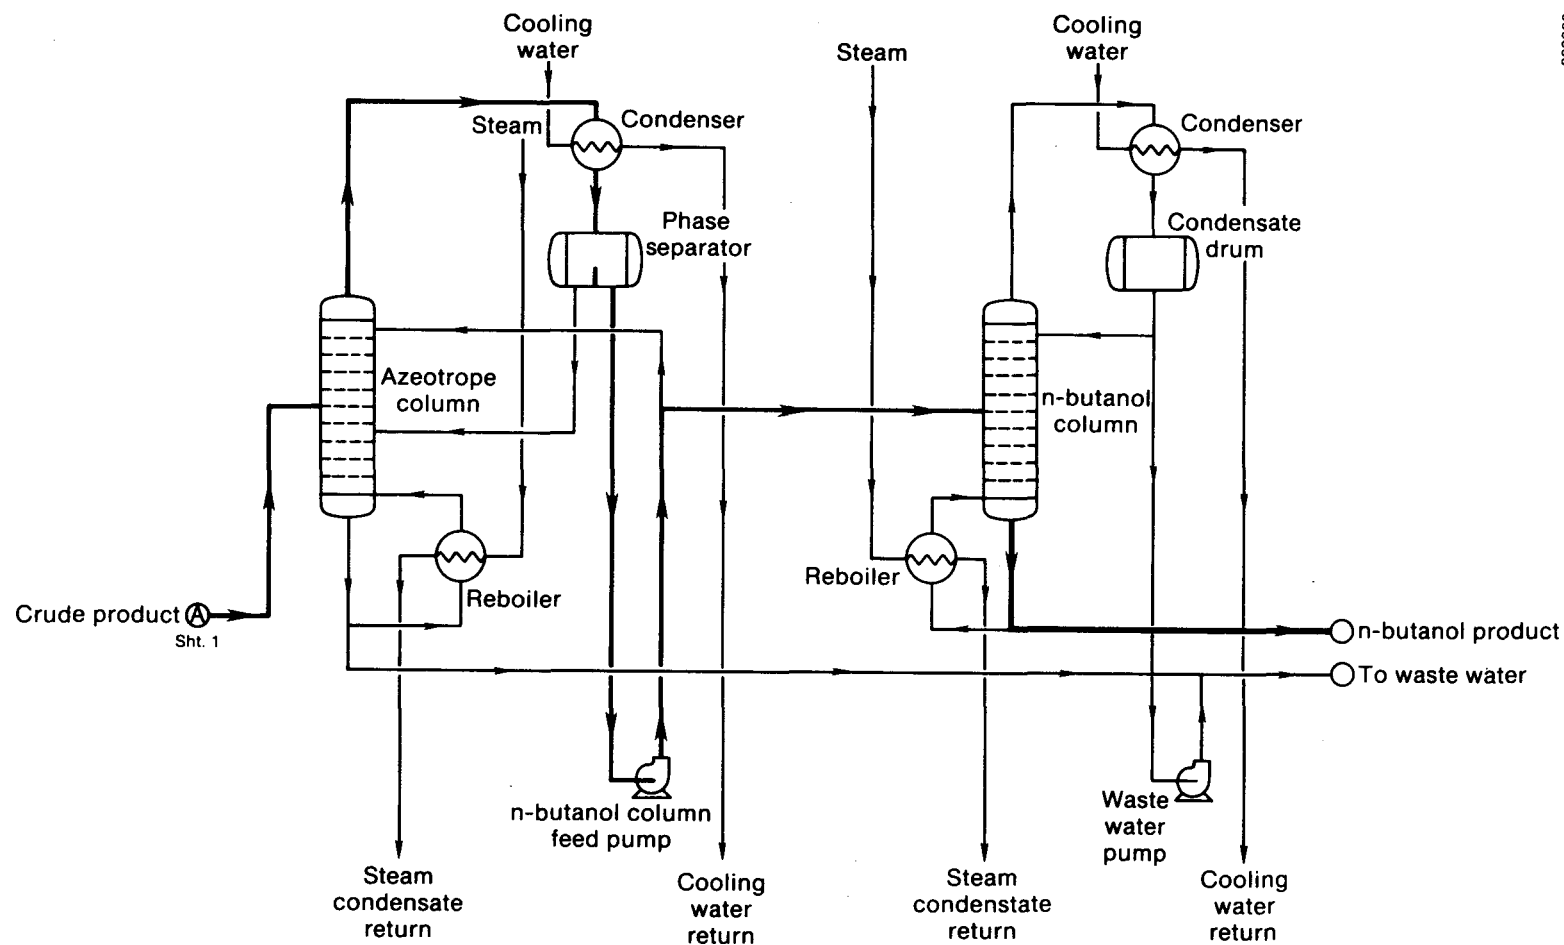 Cooling
water
Steam
Cooling
water
Steam
Condenser
Condenser
Phase
separator
Condensate
drum
Azeotrope
column
n-butanol
column
Reboiler
Reboiler
Crude product A
Sht. 1
n-butanol product
To waste water
n-butanol column
feed pump
Waste
water
pump
Steam
condensate
return
Cooling
water
return
Steam
condenstate
return
Cooling
water
return